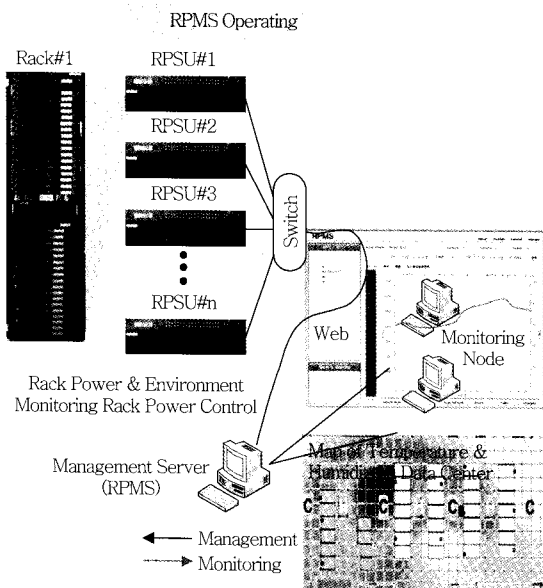 RPMS Operating
Rack#1
RPSU#1
RPSU#2
RPSU#3
RPSU#n
Switch
RPMS
Web
Monitoring
Node
Rack Power & Environment
Monitoring Rack Power Control
Management Server
(RPMS)
Map of Temperature &
Data Center
C
C
C
C
Management
Monitoring